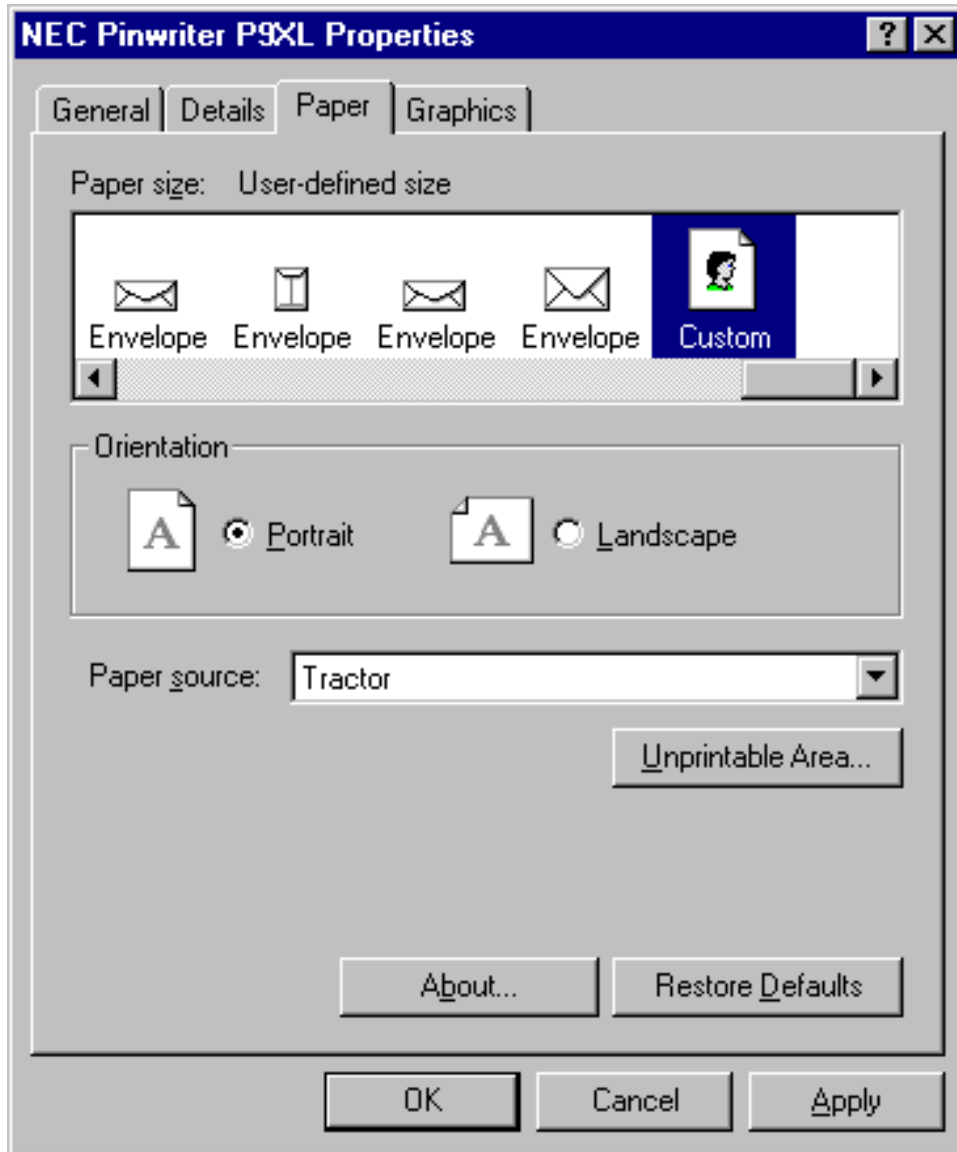 NEC Pinwriter P9XL Properties
General Details Paper Graphics
Paper size: User-defined size
Envelope Envelope Envelope Envelope Custom
Orientation
A Portrait A Landscape
Paper source: Tractor
Unprintable Area...
About... Restore Defaults
OK Cancel Apply